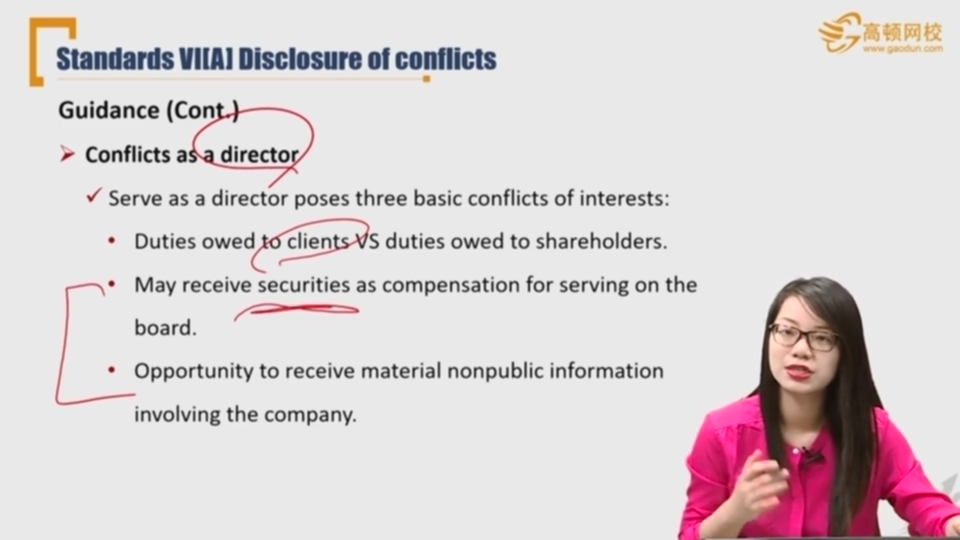 Standards VI[A] Disclosure of conflicts
高顿网校
www.gaodun.com
Guidance (Cont.)
Conflicts as a director
Serve as a director poses three basic conflicts of interests:
Duties owed to clients VS duties owed to shareholders.
May receive securities as compensation for serving on the
board.
Opportunity to receive material nonpublic information
involving the company.